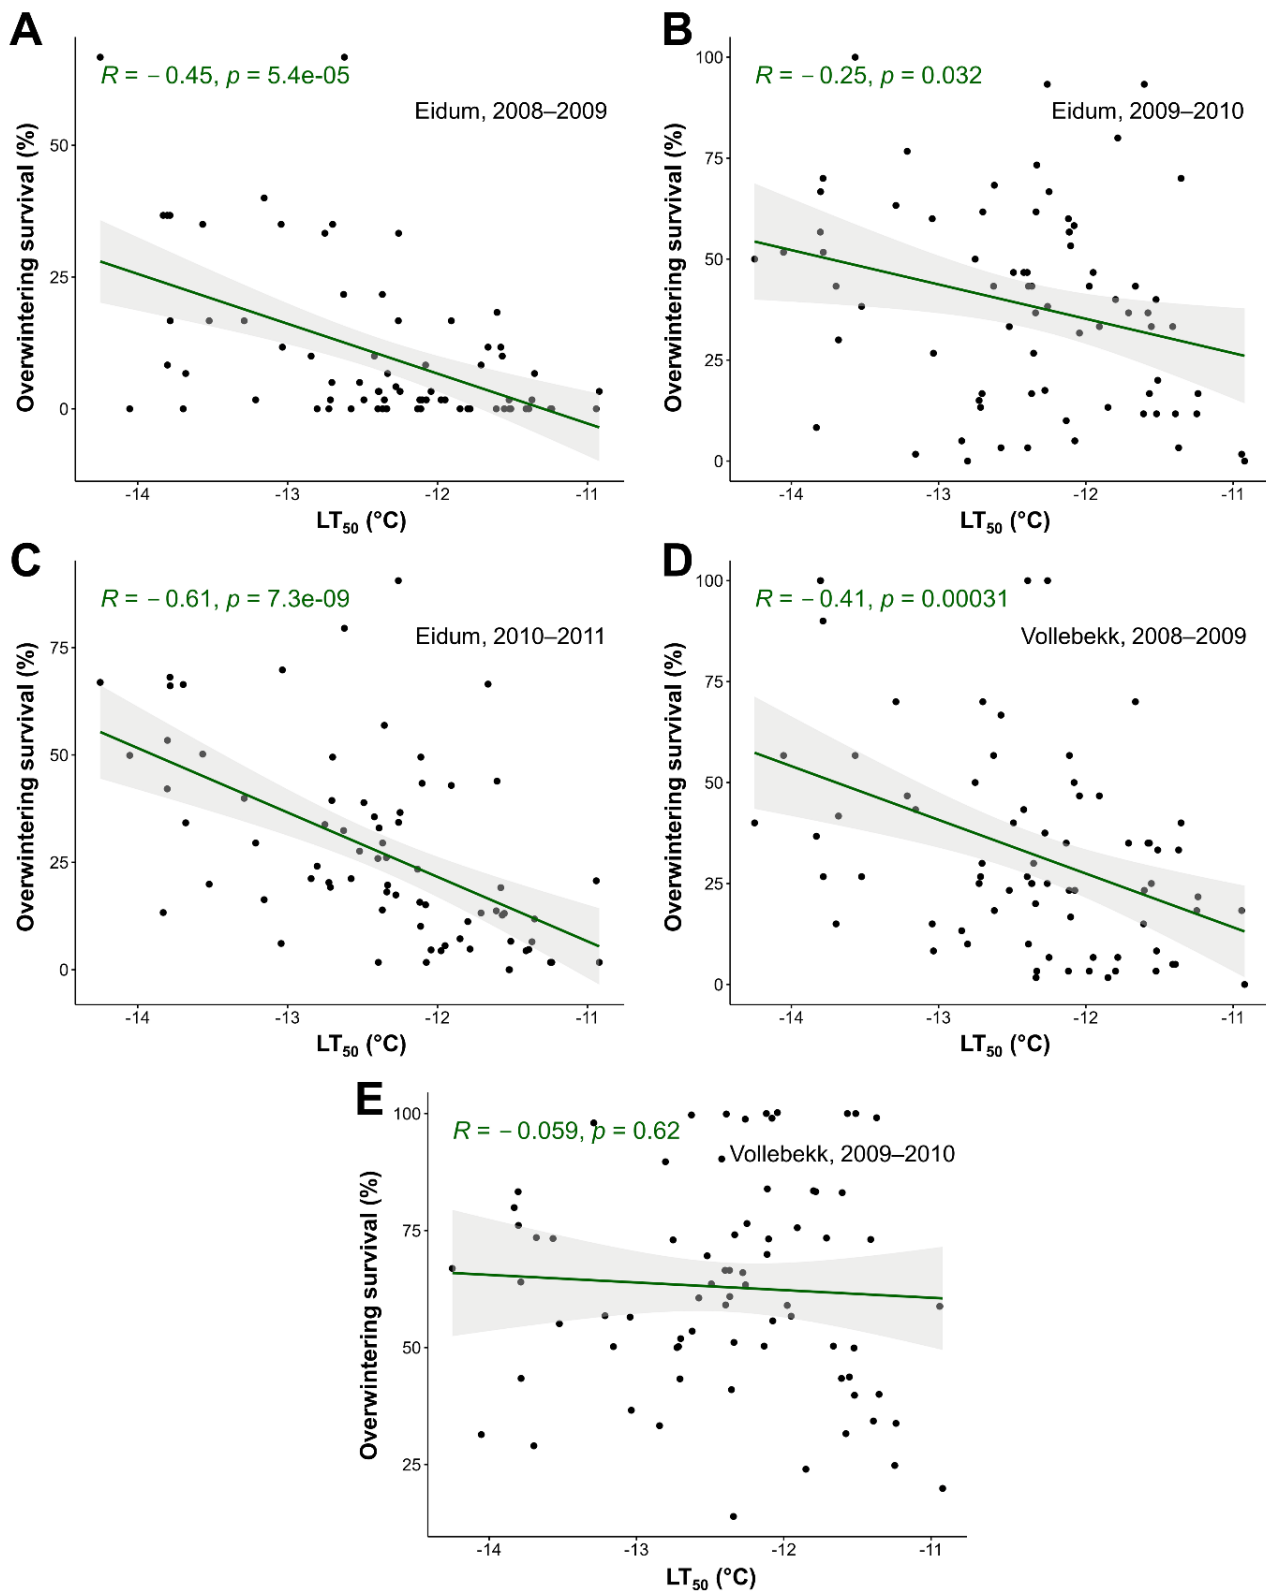 A
R = − 0.45, p = 5.4e-05
Eidum, 2008–2009
Overwintering survival (%)
50
25
0
-14 -13 -12 -11
LT50 (°C)
B
R = − 0.25, p = 0.032
Eidum, 2009–2010
Overwintering survival (%)
100
75
50
25
0
-14 -13 -12 -11
LT50 (°C)
C
R = − 0.61, p = 7.3e-09
Eidum, 2010–2011
Overwintering survival (%)
75
50
25
0
-14 -13 -12 -11
LT50 (°C)
D
R = − 0.41, p = 0.00031
Vollebekk, 2008–2009
Overwintering survival (%)
100
75
50
25
0
-14 -13 -12 -11
LT50 (°C)
E
R = − 0.059, p = 0.62
Vollebekk, 2009–2010
Overwintering survival (%)
100
75
50
25
-14 -13 -12 -11
LT50 (°C)